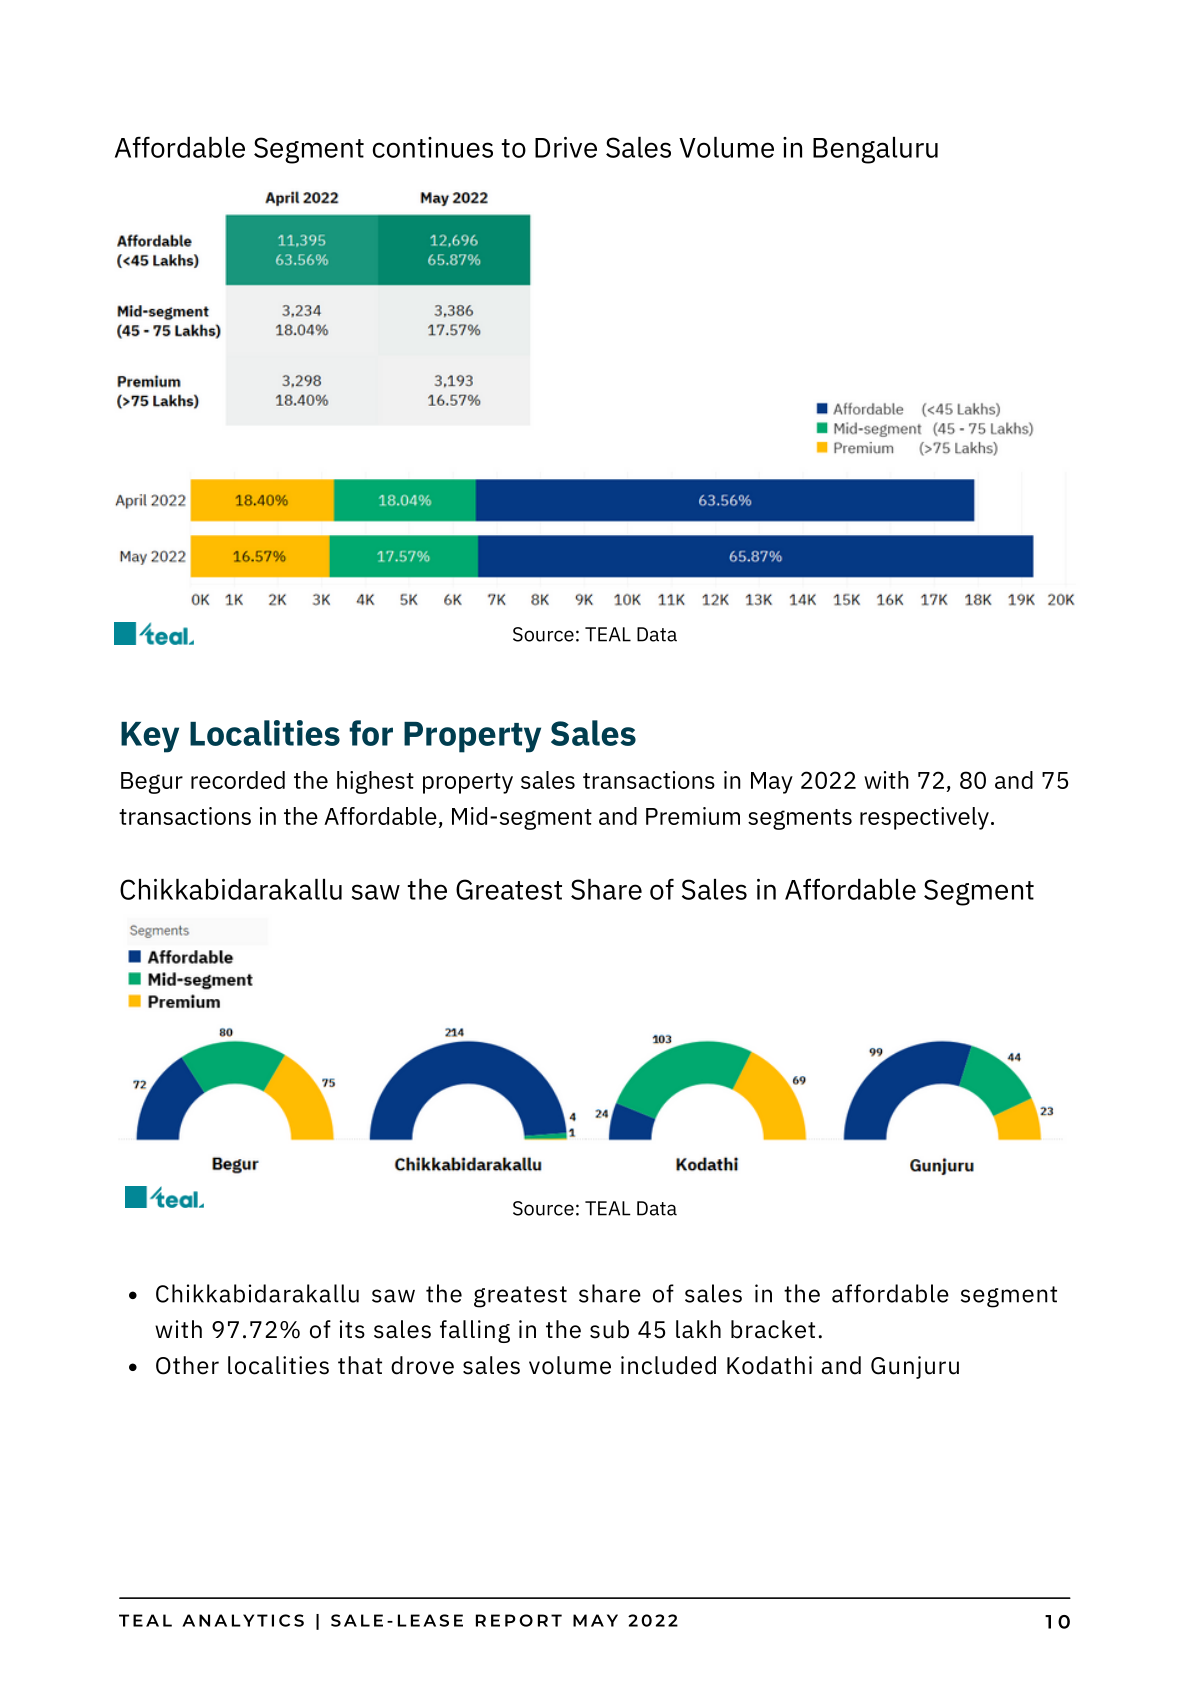 Affordable Segment continues to Drive Sales Volume in Bengaluru
April 2022 May 2022
Affordable
(<45 Lakhs)
11,395 12,696
63.56% 65.87%
Mid-segment
(45 - 75 Lakhs)
3,234 3,386
18.04% 17.57%
Premium
(>75 Lakhs)
3,298 3,193
18.40% 16.57%
Affordable (<45 Lakhs)
Mid-segment (45 - 75 Lakhs)
Premium (>75 Lakhs)
April 2022 18.40% 18.04% 63.56%
May 2022 16.57% 17.57% 65.87%
0K 1K 2K 3K 4K 5K 6K 7K 8K 9K 10K 11K 12K 13K 14K 15K 16K 17K 18K 19K 20K
teal.
Source: TEAL Data
Key Localities for Property Sales
Begur recorded the highest property sales transactions in May 2022 with 72, 80 and 75
transactions in the Affordable, Mid-segment and Premium segments respectively.
Chikkabidarakallu saw the Greatest Share of Sales in Affordable Segment
Segments
Affordable
Mid-segment
Premium
72 80 75
Begur
214 4 1
Chikkabidarakallu
24 103 69
Kodathi
99 44 23
Gunjuru
teal.
Source: TEAL Data
• Chikkabidarakallu saw the greatest share of sales in the affordable segment
with 97.72% of its sales falling in the sub 45 lakh bracket.
• Other localities that drove sales volume included Kodathi and Gunjuru
TEAL ANALYTICS | SALE-LEASE REPORT MAY 2022 10